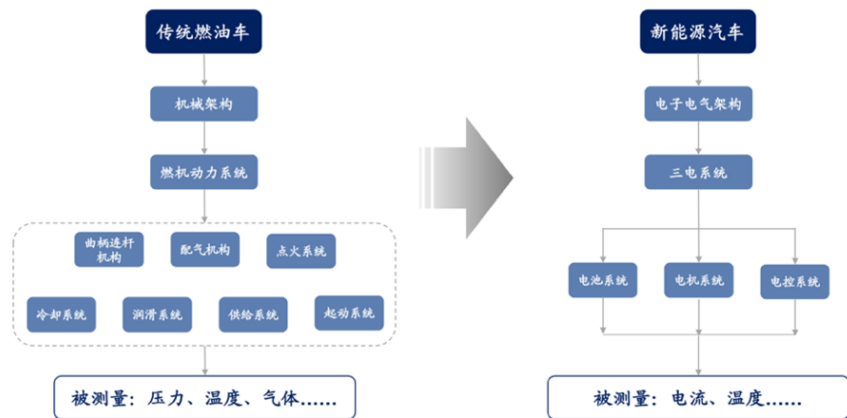 传统燃油车
机械架构
燃机动力系统
曲柄连杆
机构
配气机构
点火系统
冷却系统
润滑系统
供给系统
起动系统
被测量：压力、温度、气体……
新能源汽车
电子电气架构
三电系统
电池系统
电机系统
电控系统
被测量：电流、温度……